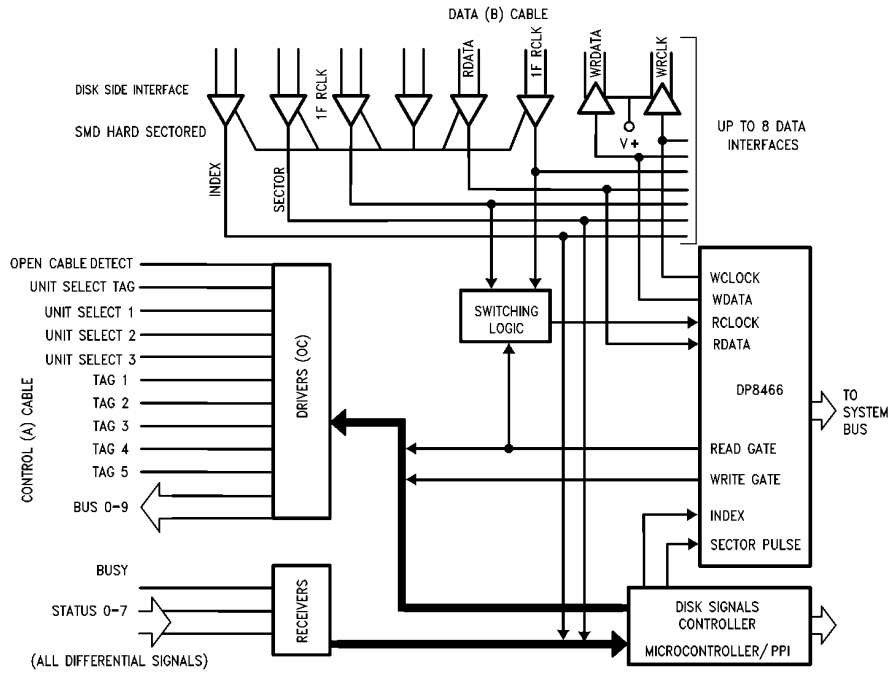 DATA (B) CABLE
DISK SIDE INTERFACE
SMD HARD SECTORED
1F RCLK
RDATA
1F RCLK
WRDATA
WRCLK
V +
UP TO 8 DATA
INTERFACES
INDEX
SECTOR
OPEN CABLE DETECT
UNIT SELECT TAG
UNIT SELECT 1
UNIT SELECT 2
UNIT SELECT 3
TAG 1
TAG 2
TAG 3
TAG 4
TAG 5
BUS 0-9
CONTROL (A) CABLE
DRIVERS (OC)
SWITCHING
LOGIC
WCLOCK
WDATA
RCLOCK
RDATA
DP8466
READ GATE
WRITE GATE
INDEX
SECTOR PULSE
TO
SYSTEM
BUS
BUSY
STATUS 0-7
(ALL DIFFERENTIAL SIGNALS)
RECEIVERS
DISK SIGNALS
CONTROLLER
MICROCONTROLLER/PPI